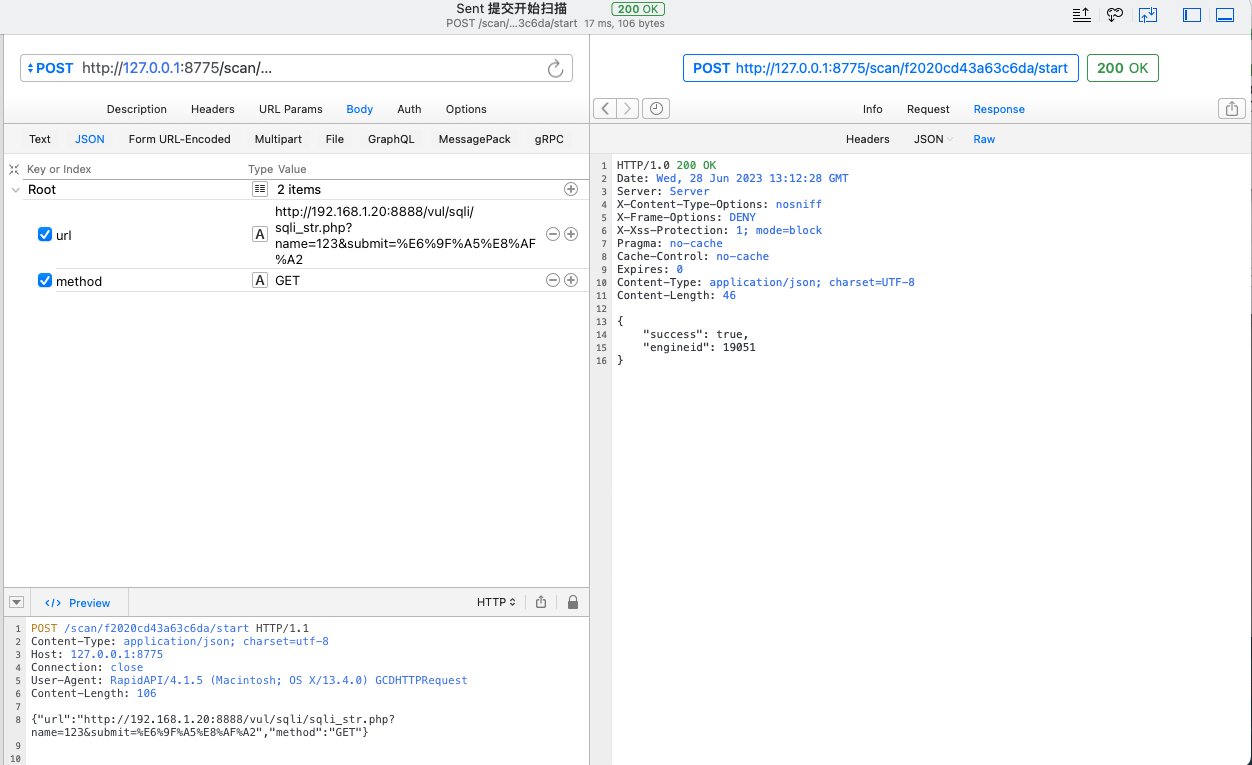 Sent 提交开始扫描
200 OK
POST /scan/...3c6da/start 17 ms, 106 bytes
POST http://127.0.0.1:8775/scan/...
Description Headers URL Params Body Auth Options
Text JSON Form URL-Encoded Multipart File GraphQL MessagePack gRPC
Key or Index Type Value
Root 2 items
url A http://192.168.1.20:8888/vul/sqli/
sqli_str.php?
name=123&submit=%E6%9F%A5%E8%AF
%A2
method A GET
</> Preview HTTP
1 POST /scan/f2020cd43a63c6da/start HTTP/1.1
2 Content-Type: application/json; charset=utf-8
3 Host: 127.0.0.1:8775
4 Connection: close
5 User-Agent: RapidAPI/4.1.5 (Macintosh; OS X/13.4.0) GCDHTTPRequest
6 Content-Length: 106
7
8 {"url":"http://192.168.1.20:8888/vul/sqli/sqli_str.php?
name=123&submit=%E6%9F%A5%E8%AF%A2","method":"GET"}
9
10
POST http://127.0.0.1:8775/scan/f2020cd43a63c6da/start 200 OK
Info Request Response
Headers JSON Raw
1 HTTP/1.0 200 OK
2 Date: Wed, 28 Jun 2023 13:12:28 GMT
3 Server: Server
4 X-Content-Type-Options: nosniff
5 X-Frame-Options: DENY
6 X-Xss-Protection: 1; mode=block
7 Pragma: no-cache
8 Cache-Control: no-cache
9 Expires: 0
10 Content-Type: application/json; charset=UTF-8
11 Content-Length: 46
12
13 {
14 "success": true,
15 "engineid": 19051
16 }